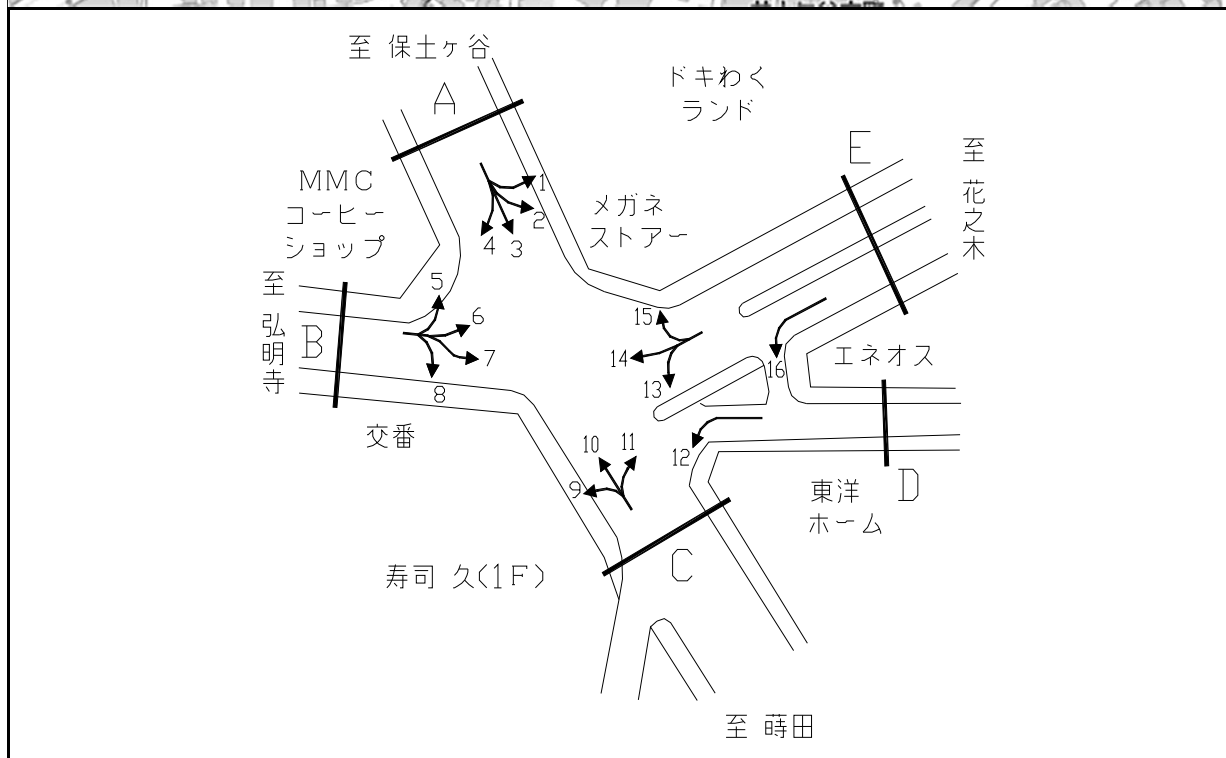 至 保土ヶ谷
A
ドキわく
ランド
E
至 花之木
MMC
コーヒー
ショップ
メガネ
ストアー
1
2
3
4
至 弘明寺
B
5
6
7
8
15
14
13
16
エネオス
交番
10
11
9
12
東洋
ホーム
D
C
寿司 久(1F)
至 蒔田